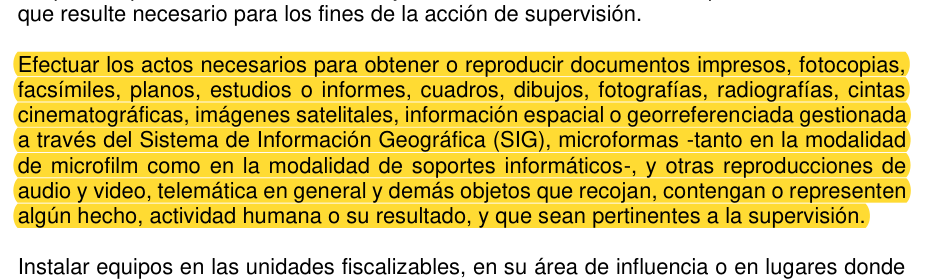 que resulte necesario para los fines de la acción de supervisión.
Efectuar los actos necesarios para obtener o reproducir documentos impresos, fotocopias,
facsímiles, planos, estudios o informes, cuadros, dibujos, fotografías, radiografías, cintas
cinematográficas, imágenes satelitales, información espacial o georreferenciada gestionada
a través del Sistema de Información Geográfica (SIG), microformas -tanto en la modalidad
de microfilm como en la modalidad de soportes informáticos-, y otras reproducciones de
audio y video, telemática en general y demás objetos que recojan, contengan o representen
algún hecho, actividad humana o su resultado, y que sean pertinentes a la supervisión.
Instalar equipos en las unidades fiscalizables, en su área de influencia o en lugares donde